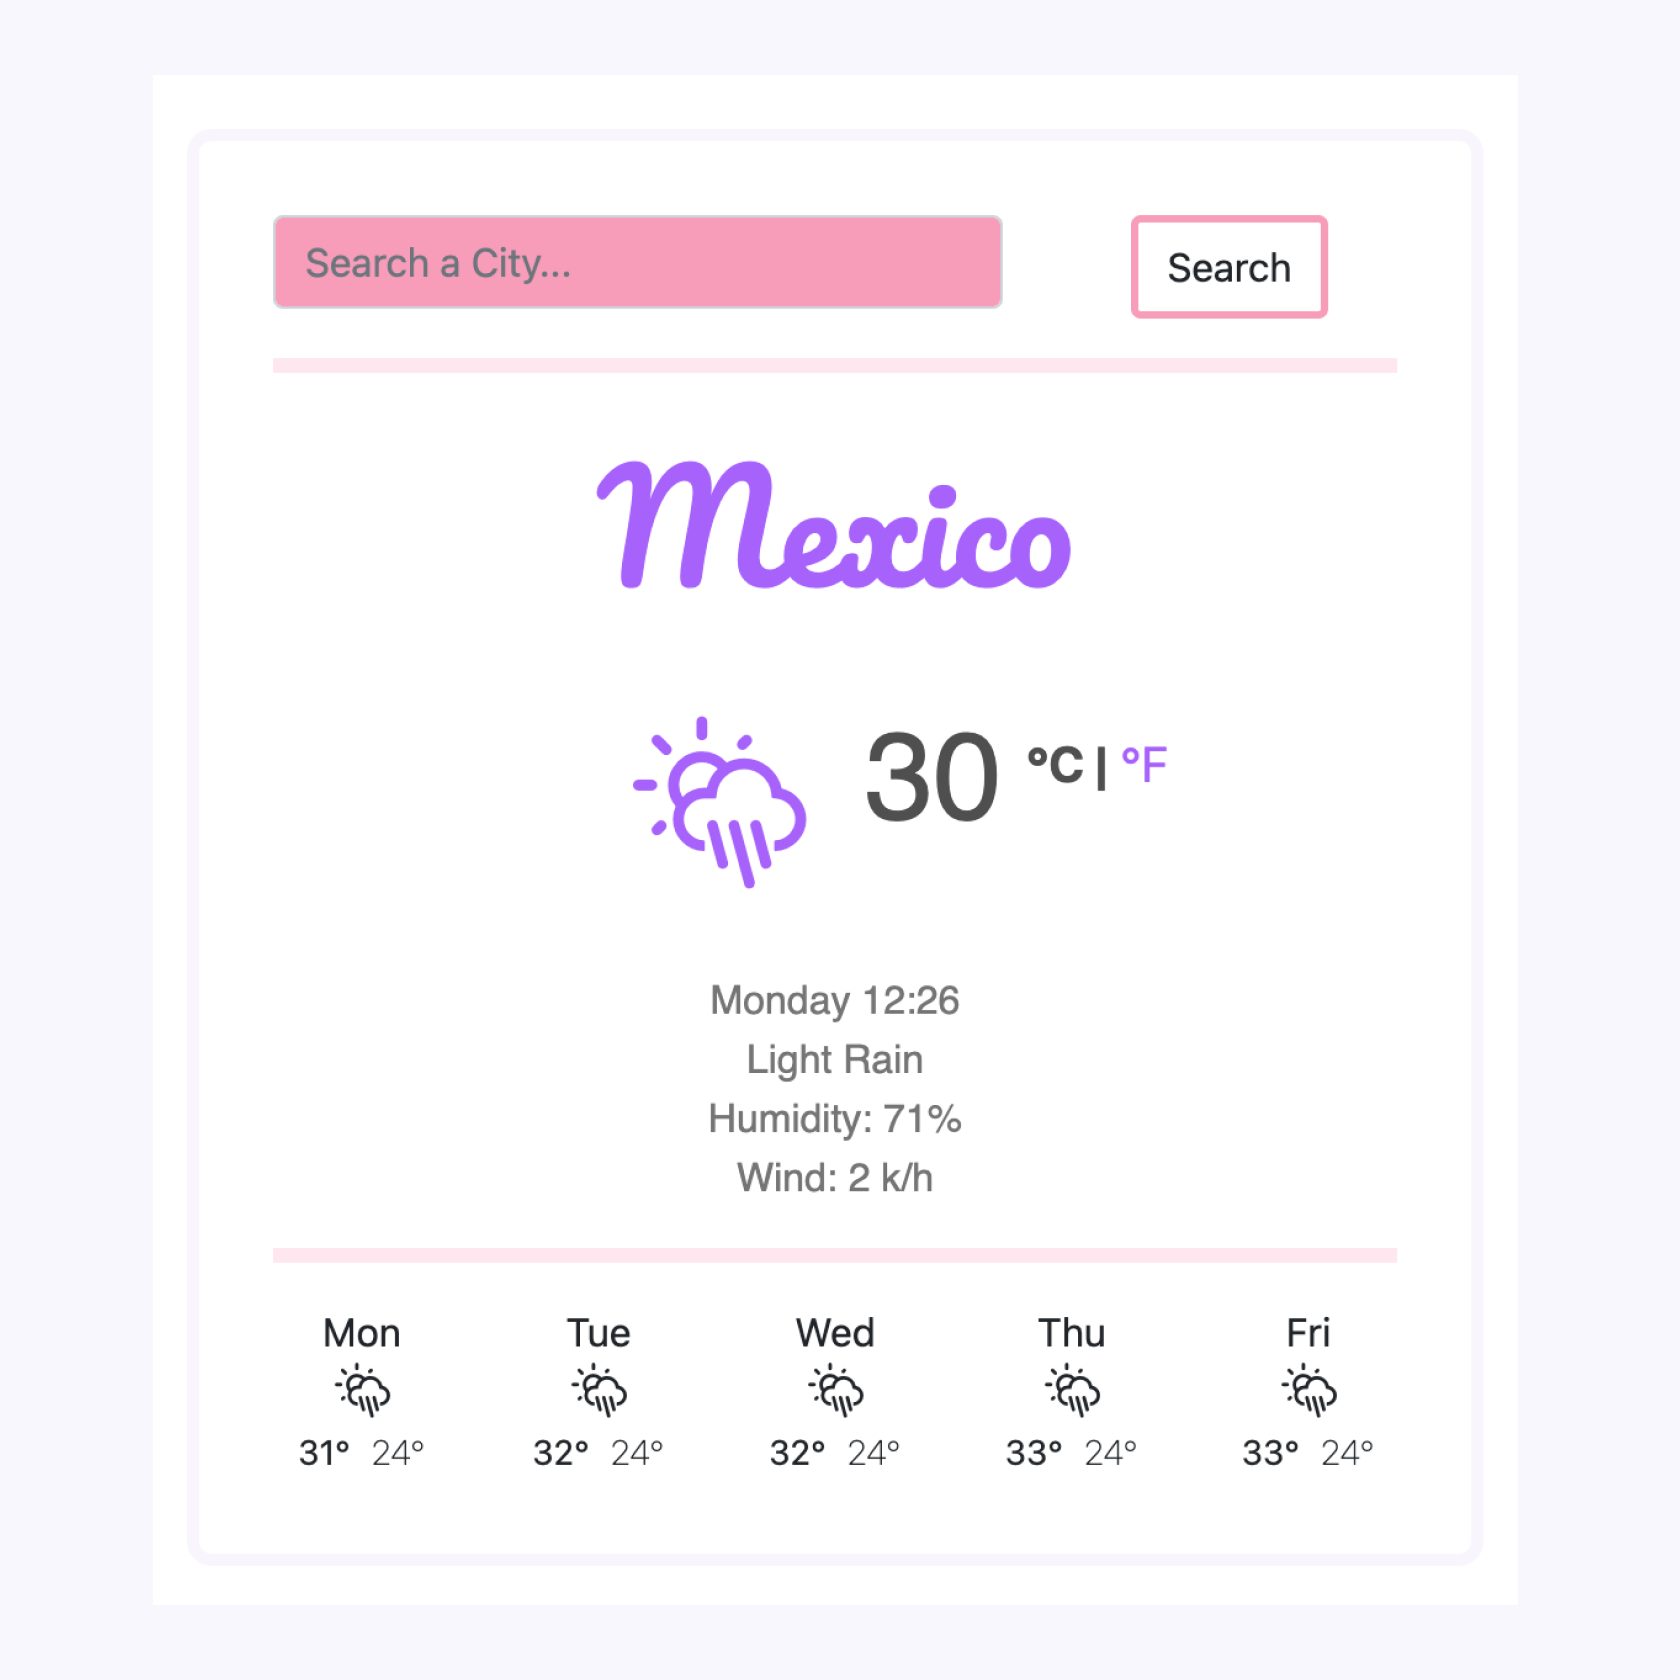 Search a City...
Search
Mexico
30 °C | °F
Monday 12:26
Light Rain
Humidity: 71%
Wind: 2 k/h
Mon Tue Wed Thu Fri
31° 24° 32° 24° 32° 24° 33° 24° 33° 24°